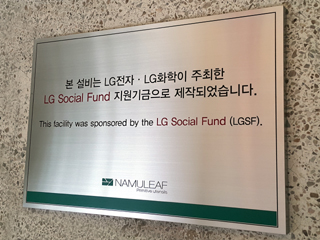 본 설비는 LG전자 · LG화학이 주최한
LG Social Fund 지원기금으로 제작되었습니다.
This facility was sponsored by the LG Social Fund (LGSF).
NAMULEAF